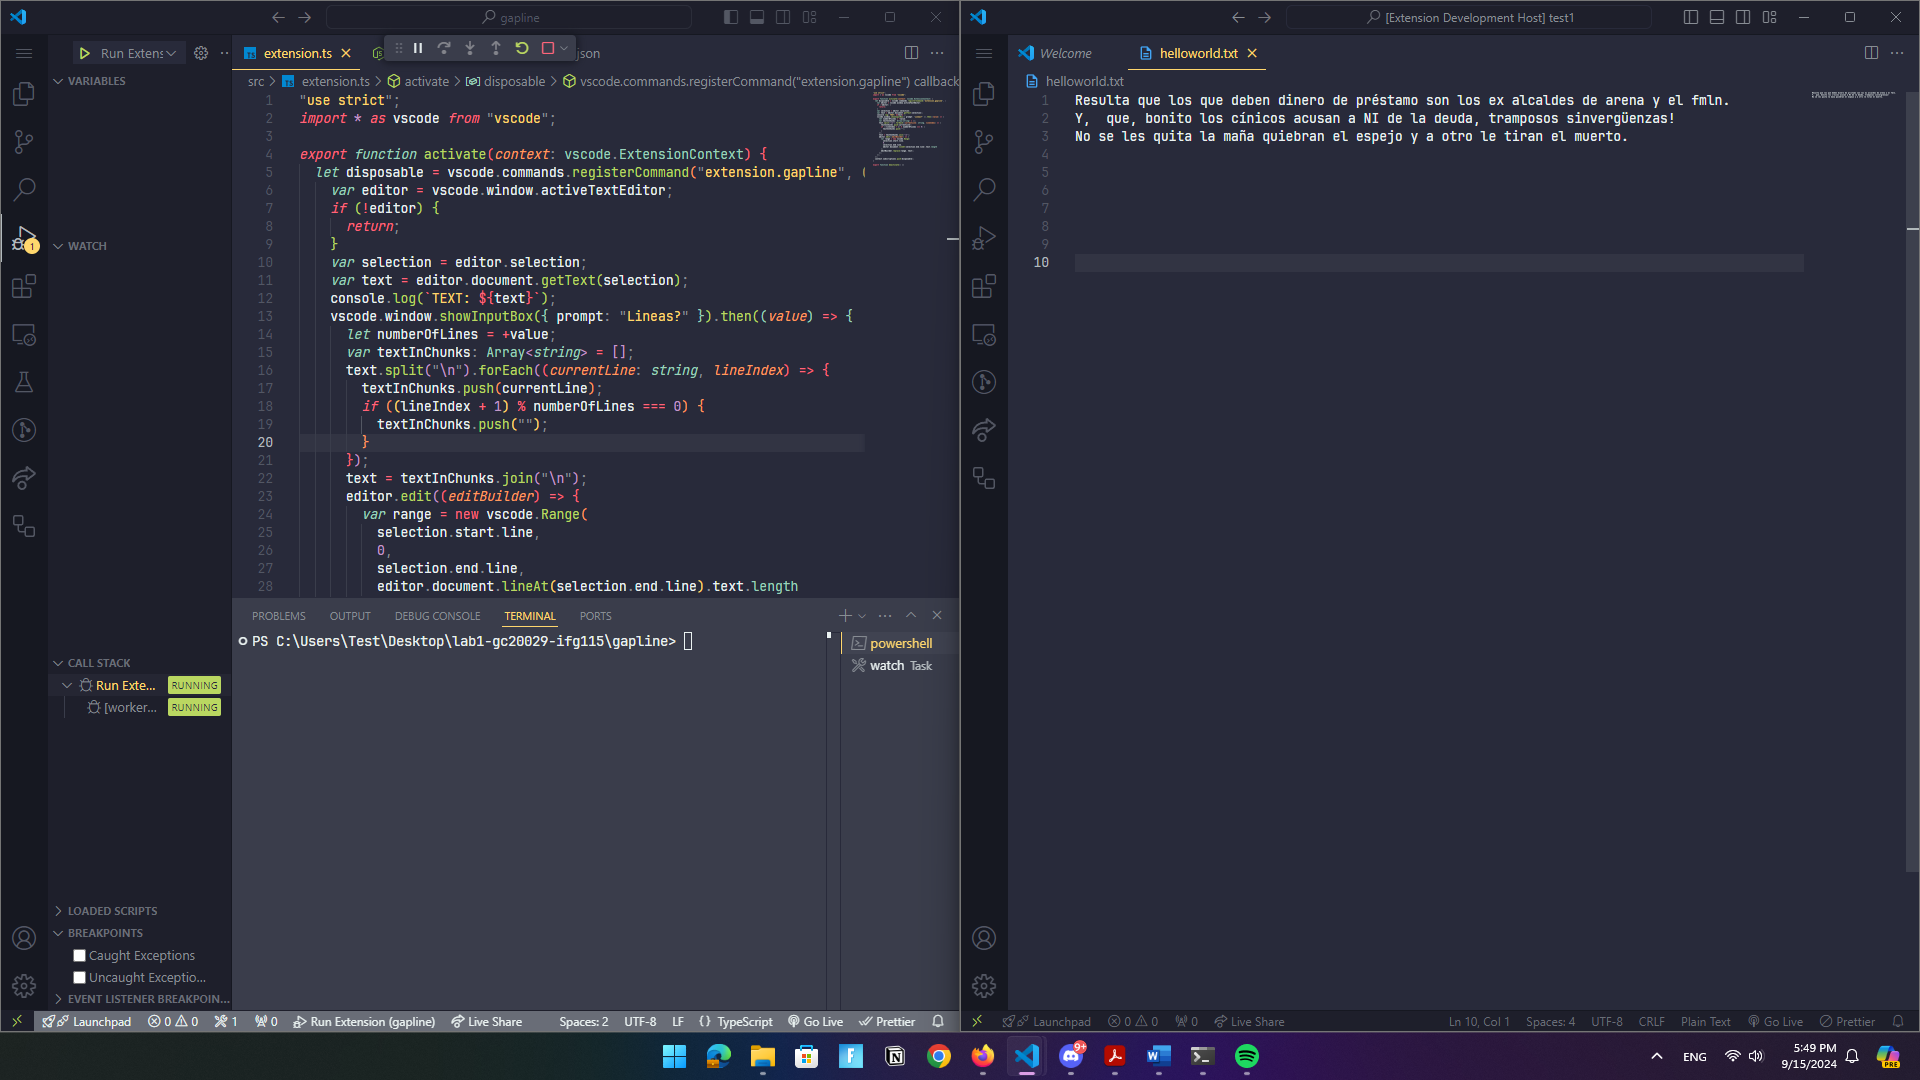 gapline
Run Extens
extension.ts
json
VARIABLES
src > extension.ts > activate > disposable > vscode.commands.registerCommand("extension.gapline") callback
1 "use strict";
2 import * as vscode from "vscode";
3
4 export function activate(context: vscode.ExtensionContext) {
5 let disposable = vscode.commands.registerCommand("extension.gapline", (
6 var editor = vscode.window.activeTextEditor;
7 if (!editor) {
8 return;
9 }
10 var selection = editor.selection;
11 var text = editor.document.getText(selection);
12 console.log(`TEXT: ${text}`);
13 vscode.window.showInputBox({ prompt: "Lineas?" }).then((value) => {
14 let numberOfLines = +value;
15 var textInChunks: Array<string> = [];
16 text.split("\n").forEach((currentLine: string, lineIndex) => {
17 textInChunks.push(currentLine);
18 if ((lineIndex + 1) % numberOfLines === 0) {
19 textInChunks.push("");
20 }
21 });
22 text = textInChunks.join("\n");
23 editor.edit((editBuilder) => {
24 var range = new vscode.Range(
25 selection.start.line,
26 0,
27 selection.end.line,
28 editor.document.lineAt(selection.end.line).text.length
WATCH
1
CALL STACK
Run Exte... RUNNING
[worker... RUNNING
LOADED SCRIPTS
BREAKPOINTS
Caught Exceptions
Uncaught Exceptio...
EVENT LISTENER BREAKPOIN...
PROBLEMS OUTPUT DEBUG CONSOLE TERMINAL PORTS
PS C:\Users\Test\Desktop\lab1-gc20029-ifg115\gapline>
powershell
watch Task
Launchpad 0 0 1 0 Run Extension (gapline) Live Share Spaces: 2 UTF-8 LF {} TypeScript Go Live Prettier
[Extension Development Host] test1
Welcome
helloworld.txt
helloworld.txt
1 Resulta que los que deben dinero de préstamo son los ex alcaldes de arena y el fmln.
2 Y,  que, bonito los cínicos acusan a NI de la deuda, tramposos sinvergüenzas!
3 No se les quita la maña quiebran el espejo y a otro le tiran el muerto.
4
5
6
7
8
9
10
Launchpad 0 0 0 Live Share Ln 10, Col 1 Spaces: 4 UTF-8 CRLF Plain Text Go Live Prettier
9+
ENG
5:49 PM
9/15/2024
PRE